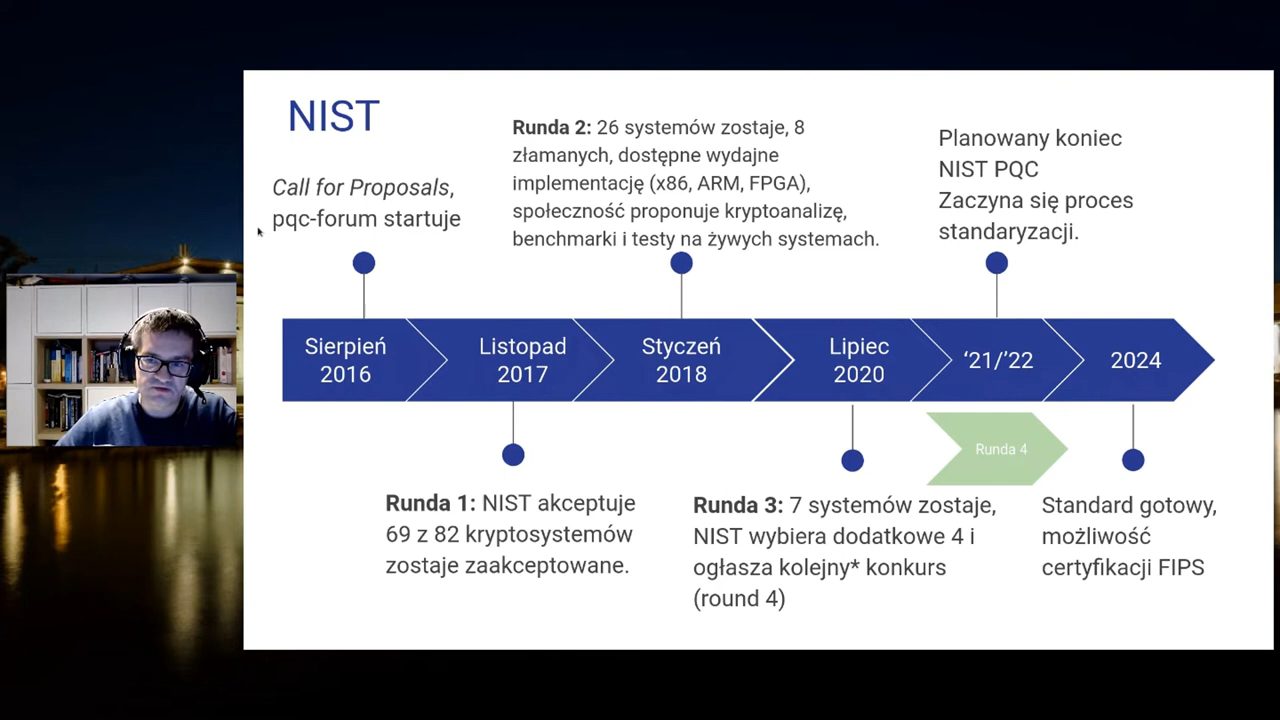 NIST
Call for Proposals,
pqc-forum startuje
Runda 2: 26 systemów zostaje, 8
złamanych, dostępne wydajne
implementację (x86, ARM, FPGA),
społeczność proponuje kryptoanalizę,
benchmarki i testy na żywych systemach.
Planowany koniec
NIST PQC
Zaczyna się proces
standaryzacji.
Sierpień
2016
Listopad
2017
Styczeń
2018
Lipiec
2020
‘21/’22
2024
Runda 4
Runda 1: NIST akceptuje
69 z 82 kryptosystemów
zostaje zaakceptowane.
Runda 3: 7 systemów zostaje,
NIST wybiera dodatkowe 4 i
ogłasza kolejny* konkurs
(round 4)
Standard gotowy,
możliwość
certyfikacji FIPS